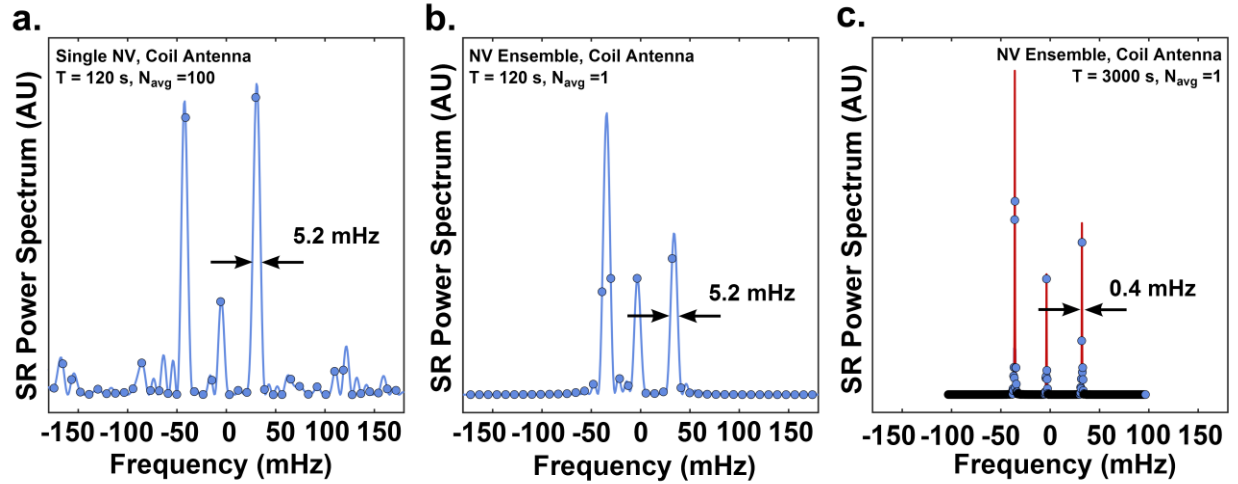 a.
Single NV, Coil Antenna
T = 120 s, Navg =100
5.2 mHz
SR Power Spectrum (AU)
-150 -100 -50 0 50 100 150
Frequency (mHz)
b.
NV Ensemble, Coil Antenna
T = 120 s, Navg =1
5.2 mHz
SR Power Spectrum (AU)
-150 -100 -50 0 50 100 150
Frequency (mHz)
c.
NV Ensemble, Coil Antenna
T = 3000 s, Navg =1
0.4 mHz
SR Power Spectrum (AU)
-150 -100 -50 0 50 100 150
Frequency (mHz)